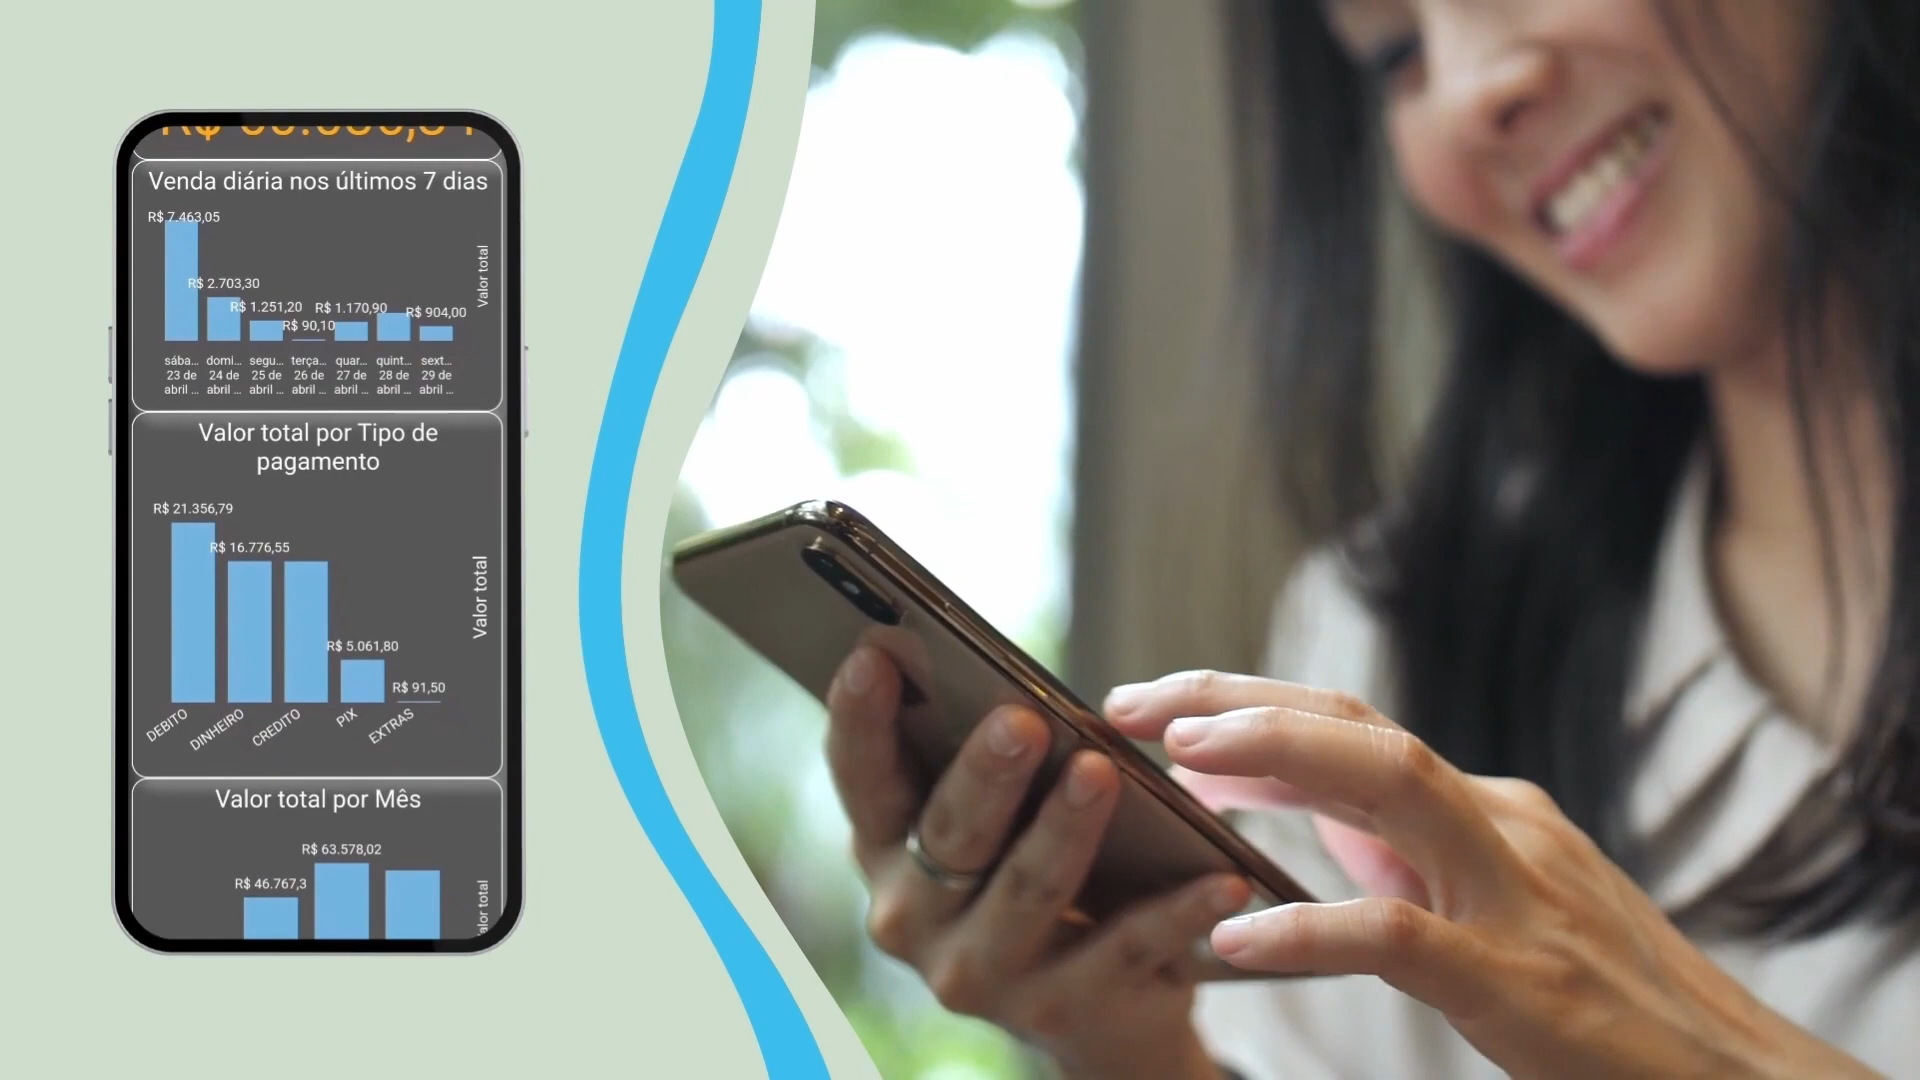 Venda diária nos últimos 7 dias
R$ 7.463,05
R$ 2.703,30
R$ 1.251,20
R$ 90,10
R$ 1.170,90
R$ 904,00
Valor total
sába... domi... segu... terça... quar... quint... sext...
23 de 24 de 25 de 26 de 27 de 28 de 29 de
abril ... abril ... abril ... abril ... abril ... abril ... abril ...
Valor total por Tipo de
pagamento
R$ 21.356,79
R$ 16.776,55
R$ 5.061,80
R$ 91,50
Valor total
DEBITO DINHEIRO CREDITO PIX EXTRAS
Valor total por Mês
R$ 63.578,02
R$ 46.767,3
alor total